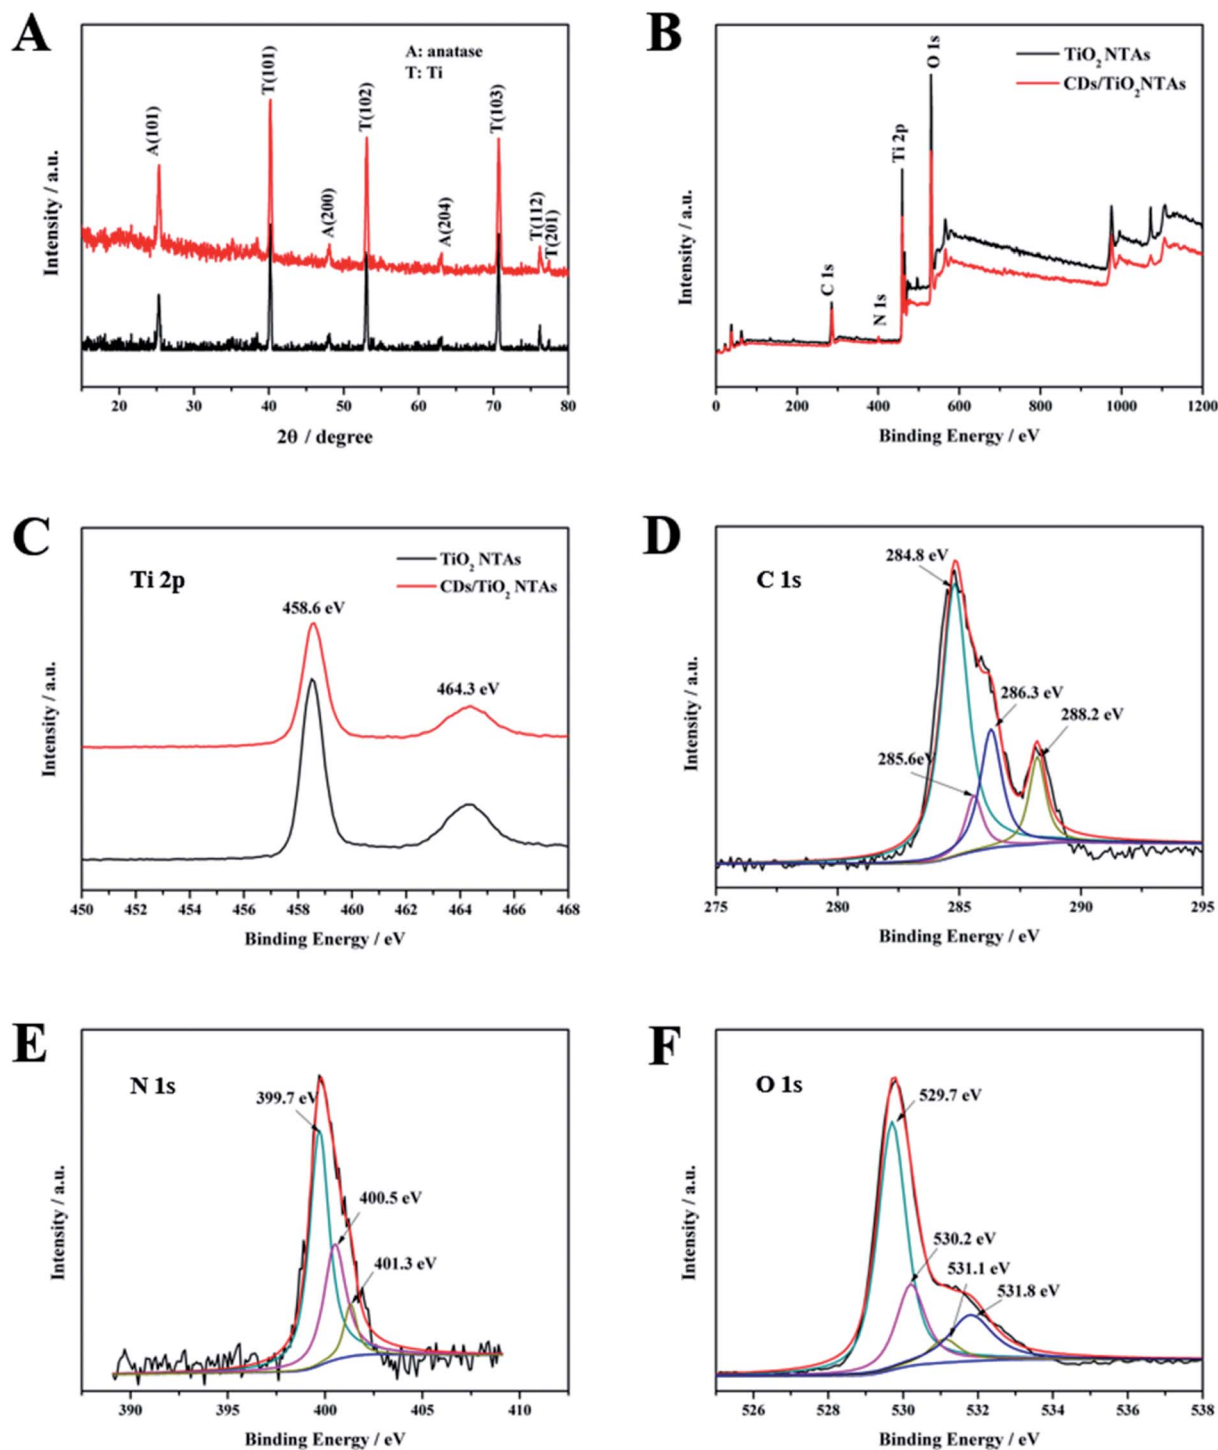 A
A: anatase
T: Ti
A(101)
T(101)
A(200)
T(102)
A(204)
T(103)
T(112)
T(201)
Intensity / a.u.
20 30 40 50 60 70 80
2θ / degree
B
TiO2 NTAs
CDs/TiO2NTAs
C 1s
N 1s
Ti 2p
O 1s
Intensity / a.u.
0 200 400 600 800 1000 1200
Binding Energy / eV
C
Ti 2p
TiO2 NTAs
CDs/TiO2 NTAs
458.6 eV
464.3 eV
Intensity / a.u.
450 452 454 456 458 460 462 464 466 468
Binding Energy / eV
D
C 1s
284.8 eV
286.3 eV
288.2 eV
285.6eV
Intensity / a.u.
275 280 285 290 295
Binding Energy / eV
E
N 1s
399.7 eV
400.5 eV
401.3 eV
Intensity / a.u.
390 395 400 405 410
Binding Energy / eV
F
O 1s
529.7 eV
530.2 eV
531.1 eV
531.8 eV
Intensity / a.u.
526 528 530 532 534 536 538
Binding Energy / eV